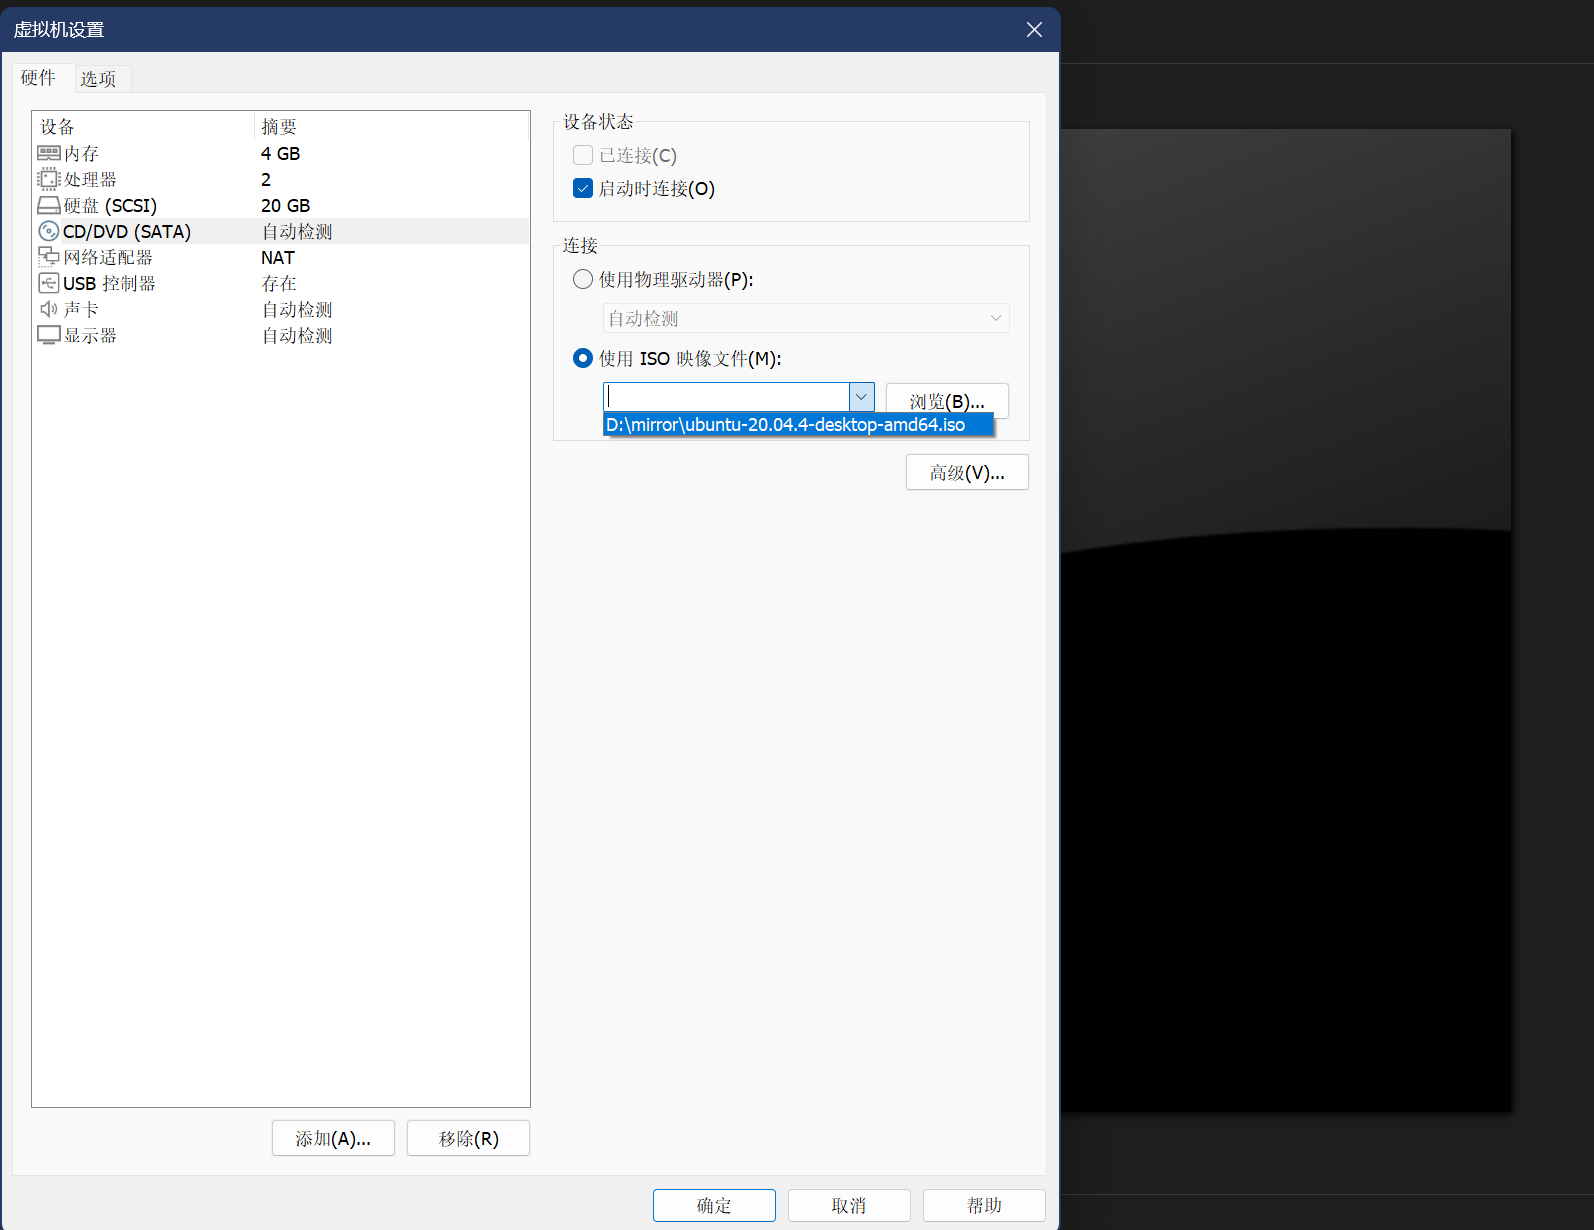 虚拟机设置
硬件 选项
设备 摘要
内存 4 GB
处理器 2
硬盘 (SCSI) 20 GB
CD/DVD (SATA) 自动检测
网络适配器 NAT
USB 控制器 存在
声卡 自动检测
显示器 自动检测
添加(A)... 移除(R)
设备状态
已连接(C)
启动时连接(O)
连接
使用物理驱动器(P):
自动检测
使用 ISO 映像文件(M):
浏览(B)...
D:\mirror\ubuntu-20.04.4-desktop-amd64.iso
高级(V)...
确定 取消 帮助